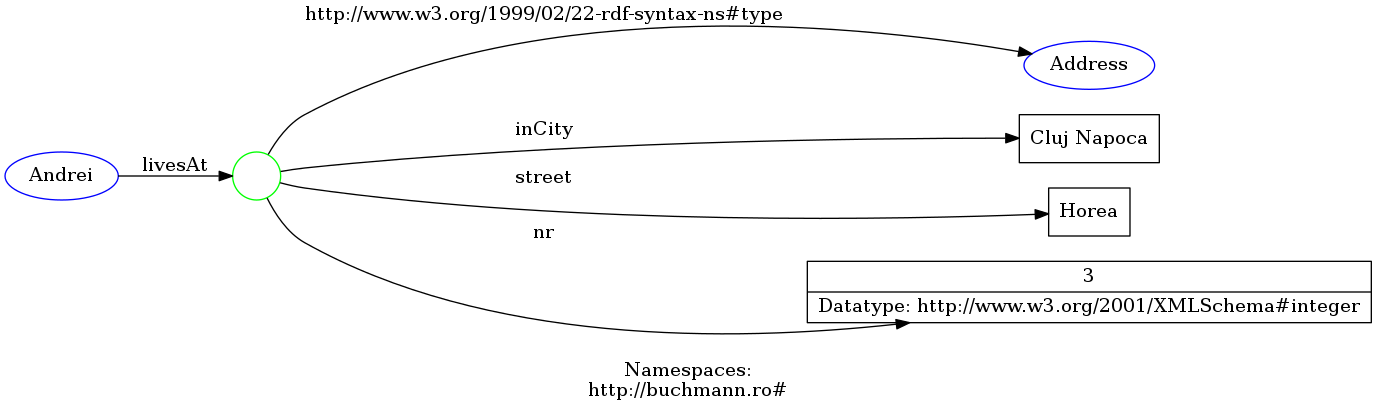 http://www.w3.org/1999/02/22-rdf-syntax-ns#type
Address
inCity
Cluj Napoca
Andrei
livesAt
street
Horea
nr
3
Datatype: http://www.w3.org/2001/XMLSchema#integer
Namespaces:
http://buchmann.ro#